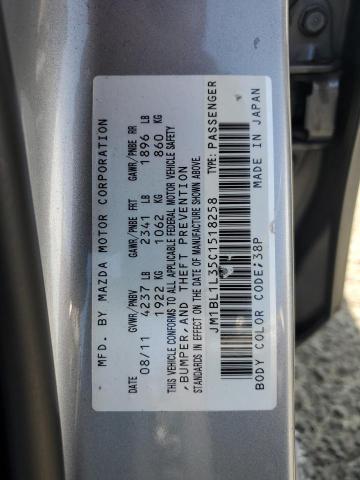 MFD. BY MAZDA MOTOR CORPORATION
DATE GVWR/PNBV GAWR/PNBE FRT GAWR/PNBE RR
08/11 4237 LB 2341 LB 1896 LB
1922 KG 1062 KG 860 KG
THIS VEHICLE CONFORMS TO ALL APPLICABLE FEDERAL MOTOR VEHICLE SAFETY
,BUMPER,AND THEFT PREVENTION
STANDARDS IN EFFECT ON THE DATE OF MANUFACTURE SHOWN ABOVE.
JM1BL1L35C1518258 TYPE: PASSENGER
BODY COLOR CODE;38P MADE IN JAPAN